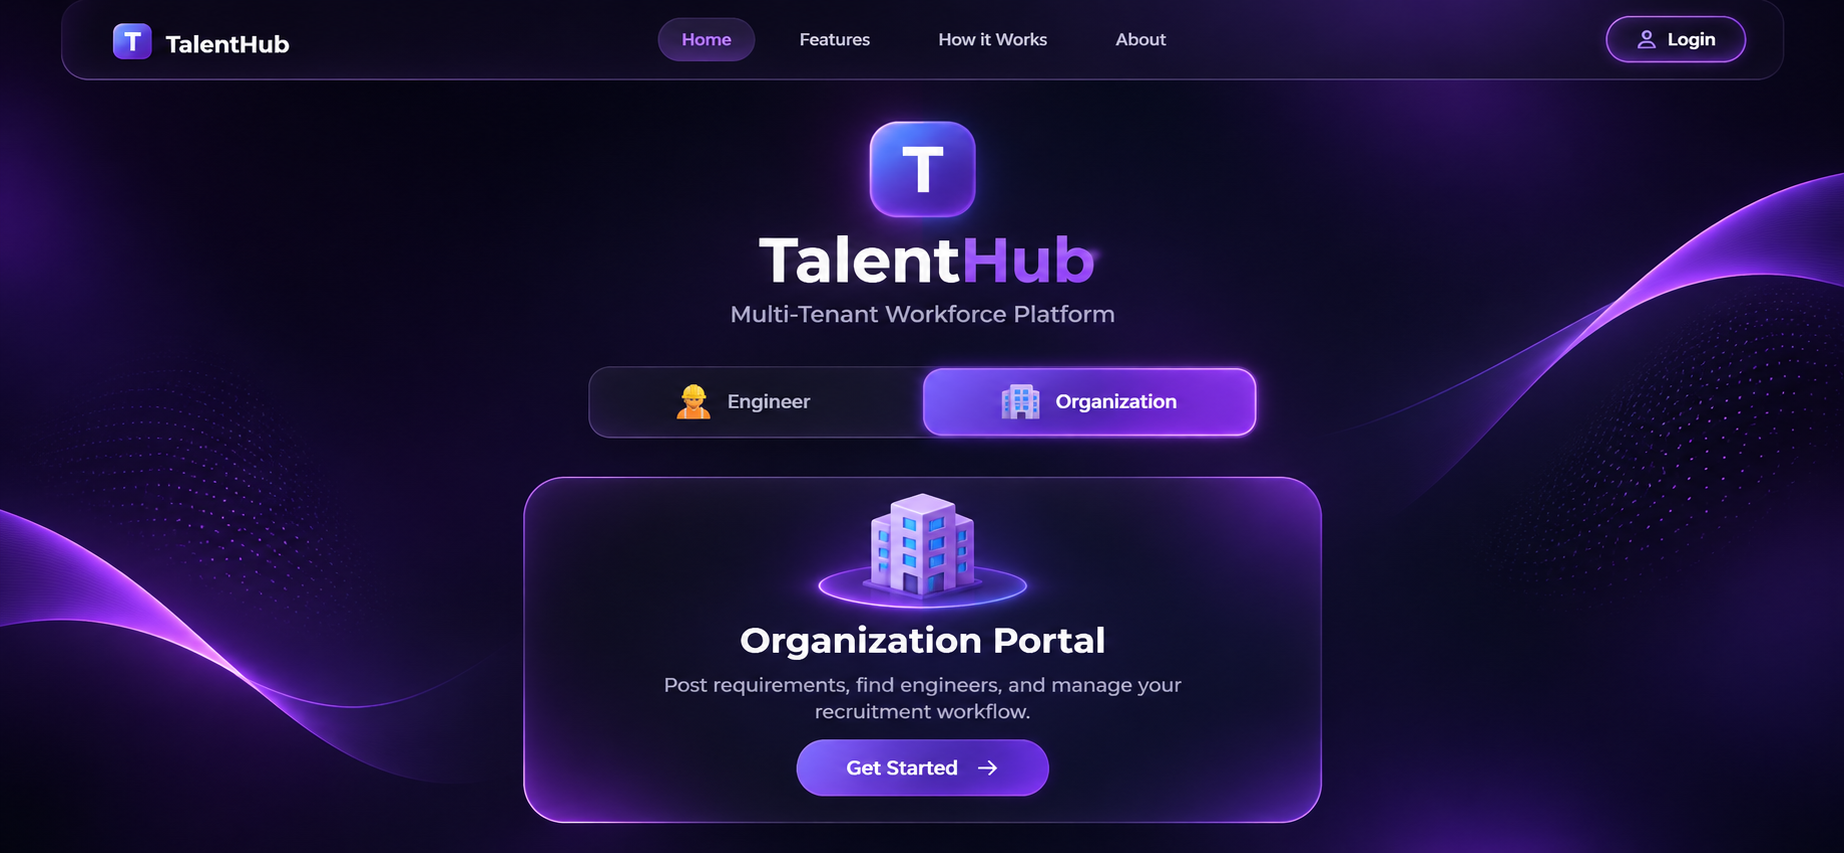 T TalentHub
Home Features How it Works About
Login
T
TalentHub
Multi-Tenant Workforce Platform
Engineer
Organization
Organization Portal
Post requirements, find engineers, and manage your
recruitment workflow.
Get Started →